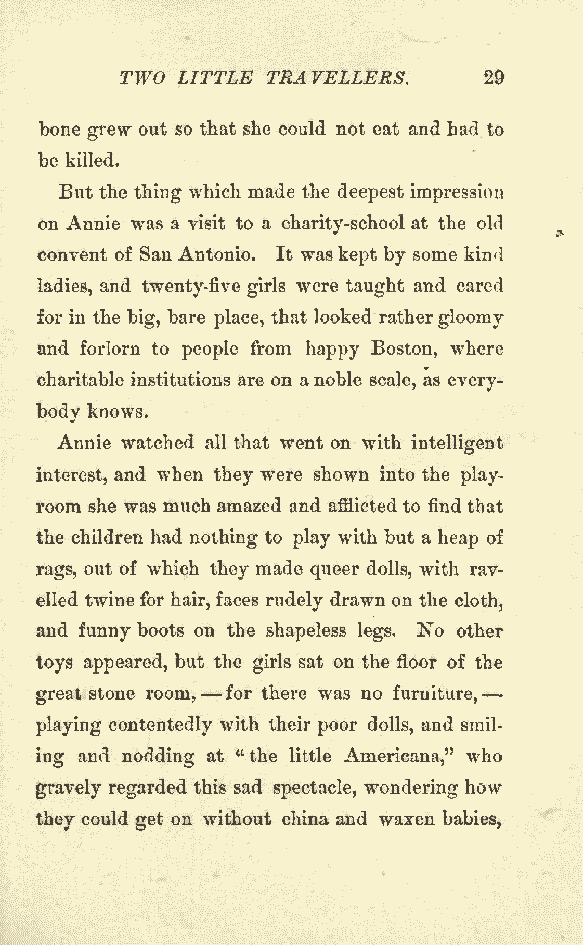 TWO LITTLE TRAVELLERS. 29
bone grew out so that she could not eat and had to
be killed.
But the thing which made the deepest impression
on Annie was a visit to a charity-school at the old
convent of San Antonio. It was kept by some kind
ladies, and twenty-five girls were taught and cared
for in the big, bare place, that looked rather gloomy
and forlorn to people from happy Boston, where
charitable institutions are on a noble scale, as every-
body knows.
Annie watched all that went on with intelligent
interest, and when they were shown into the play-
room she was much amazed and afflicted to find that
the children had nothing to play with but a heap of
rags, out of which they made queer dolls, with rav-
elled twine for hair, faces rudely drawn on the cloth,
and funny boots on the shapeless legs. No other
toys appeared, but the girls sat on the floor of the
great stone room, — for there was no furniture, —
playing contentedly with their poor dolls, and smil-
ing and nodding at “the little Americana,” who
gravely regarded this sad spectacle, wondering how
they could get on without china and waxen babies,